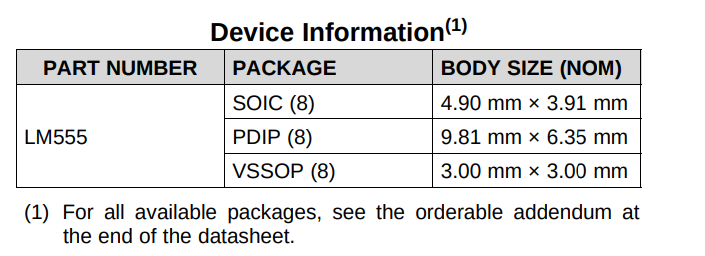 Device Information(1)
PART NUMBER PACKAGE BODY SIZE (NOM)
SOIC (8) 4.90 mm × 3.91 mm
LM555 PDIP (8) 9.81 mm × 6.35 mm
VSSOP (8) 3.00 mm × 3.00 mm
(1) For all available packages, see the orderable addendum at
the end of the datasheet.